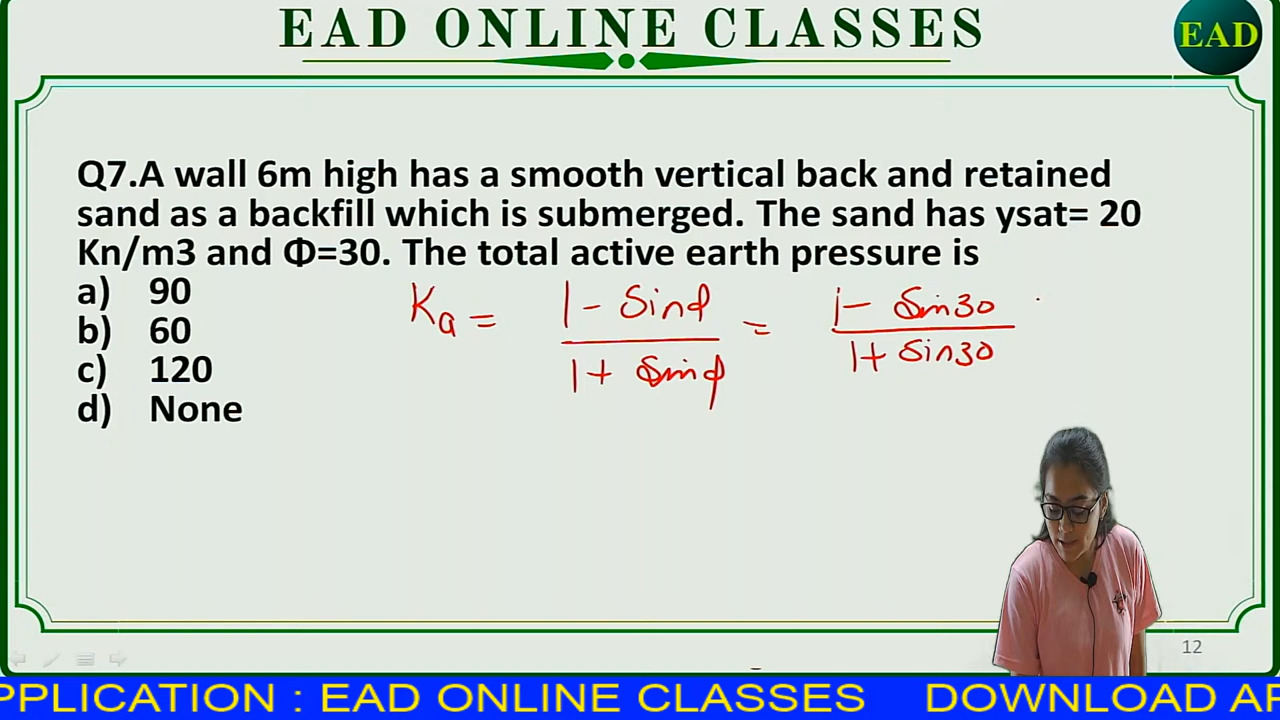 EAD ONLINE CLASSES
EAD
Q7.A wall 6m high has a smooth vertical back and retained
sand as a backfill which is submerged. The sand has γsat= 20
Kn/m3 and Φ=30. The total active earth pressure is
a) 90
b) 60
c) 120
d) None
Ka = 1 - Sinφ / 1 + Sinφ = 1 - Sin30 / 1 + Sin30
12
PPLICATION : EAD ONLINE CLASSES DOWNLOAD AP